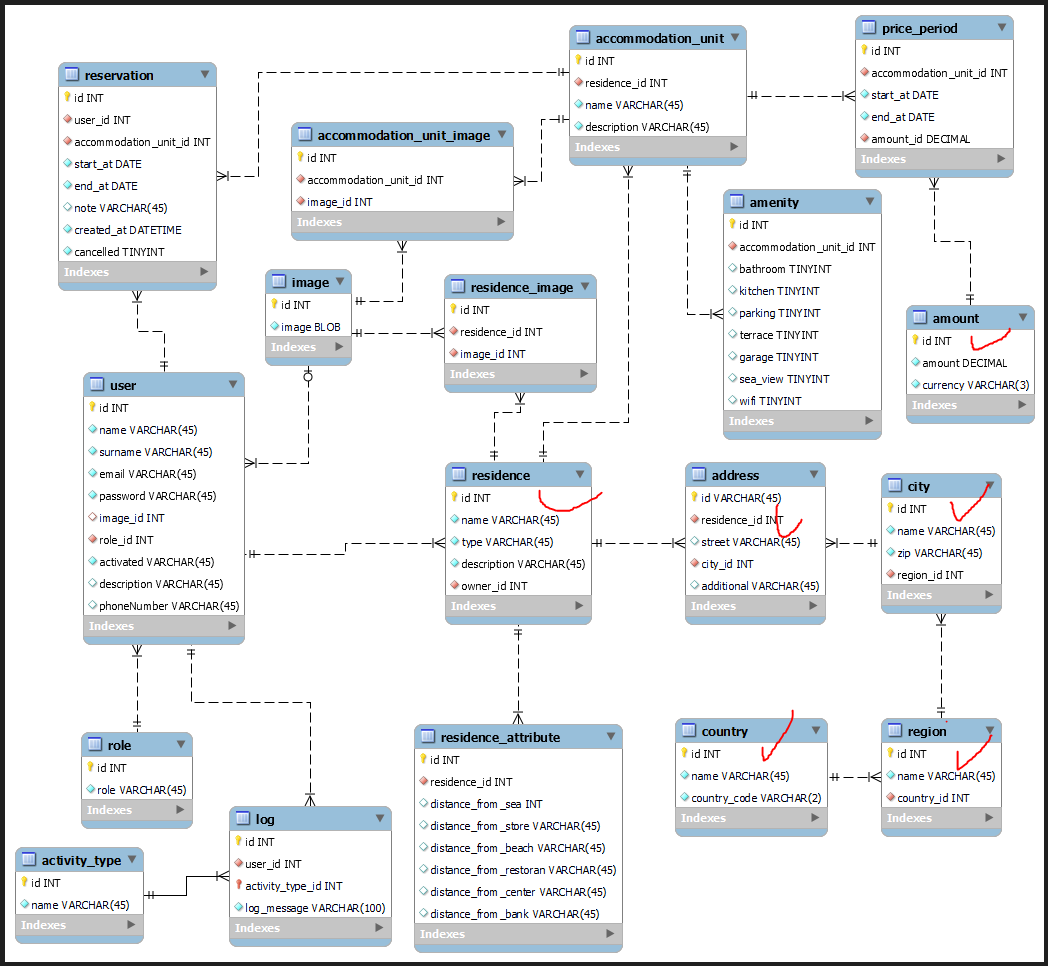 reservation
id INT
user_id INT
accommodation_unit_id INT
start_at DATE
end_at DATE
note VARCHAR(45)
created_at DATETIME
cancelled TINYINT
Indexes
accommodation_unit_image
id INT
accommodation_unit_id INT
image_id INT
Indexes
accommodation_unit
id INT
residence_id INT
name VARCHAR(45)
description VARCHAR(45)
Indexes
price_period
id INT
accommodation_unit_id INT
start_at DATE
end_at DATE
amount_id DECIMAL
Indexes
image
id INT
image BLOB
Indexes
residence_image
id INT
residence_id INT
image_id INT
Indexes
amenity
id INT
accommodation_unit_id INT
bathroom TINYINT
kitchen TINYINT
parking TINYINT
terrace TINYINT
garage TINYINT
sea_view TINYINT
wifi TINYINT
Indexes
amount
id INT
amount DECIMAL
currency VARCHAR(3)
Indexes
user
id INT
name VARCHAR(45)
surname VARCHAR(45)
email VARCHAR(45)
password VARCHAR(45)
image_id INT
role_id INT
activated VARCHAR(45)
description VARCHAR(45)
phoneNumber VARCHAR(45)
Indexes
residence
id INT
name VARCHAR(45)
type VARCHAR(45)
description VARCHAR(45)
owner_id INT
Indexes
address
id VARCHAR(45)
residence_id INT
street VARCHAR(45)
city_id INT
additional VARCHAR(45)
Indexes
city
id INT
name VARCHAR(45)
zip VARCHAR(45)
region_id INT
Indexes
role
id INT
role VARCHAR(45)
Indexes
residence_attribute
id INT
residence_id INT
distance_from _sea INT
distance_from _store VARCHAR(45)
distance_from _beach VARCHAR(45)
distance_from _restoran VARCHAR(45)
distance_from _center VARCHAR(45)
distance_from _bank VARCHAR(45)
Indexes
country
id INT
name VARCHAR(45)
country_code VARCHAR(2)
Indexes
region
id INT
name VARCHAR(45)
country_id INT
Indexes
activity_type
id INT
name VARCHAR(45)
Indexes
log
id INT
user_id INT
activity_type_id INT
log_message VARCHAR(100)
Indexes